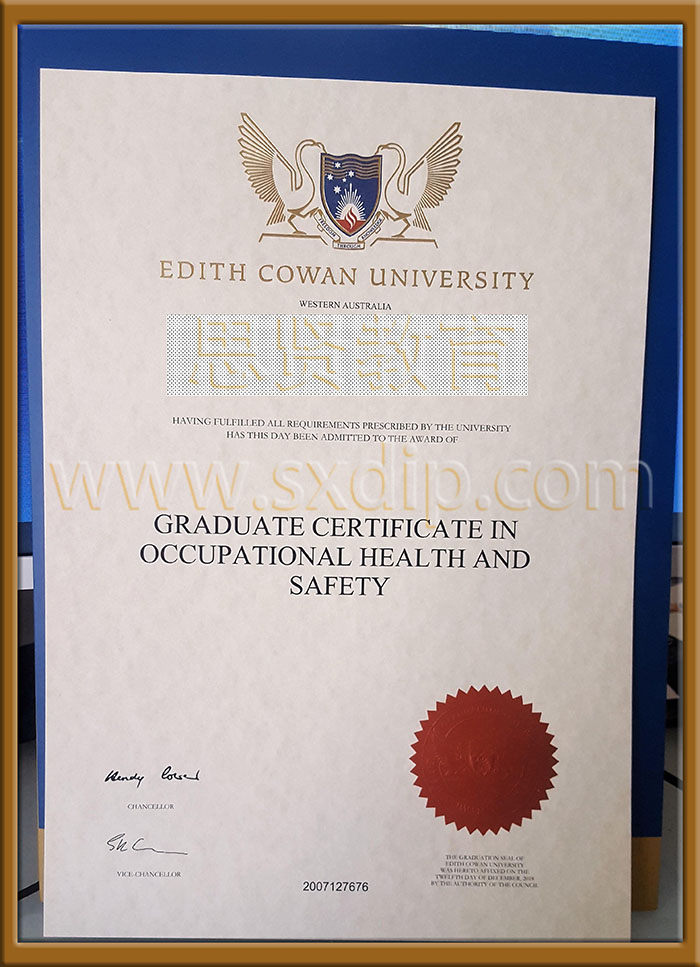 FREEDOM THROUGH KNOWLEDGE
EDITH COWAN UNIVERSITY
WESTERN AUSTRALIA
思贤教育
HAVING FULFILLED ALL REQUIREMENTS PRESCRIBED BY THE UNIVERSITY
HAS THIS DAY BEEN ADMITTED TO THE AWARD OF
www.sxdip.com
GRADUATE CERTIFICATE IN
OCCUPATIONAL HEALTH AND
SAFETY
CHANCELLOR
VICE-CHANCELLOR
2007127676
THE GRADUATION SEAL OF
EDITH COWAN UNIVERSITY
WAS HERETO AFFIXED ON THE
TWELFTH DAY OF DECEMBER, 2018
BY THE AUTHORITY OF THE COUNCIL